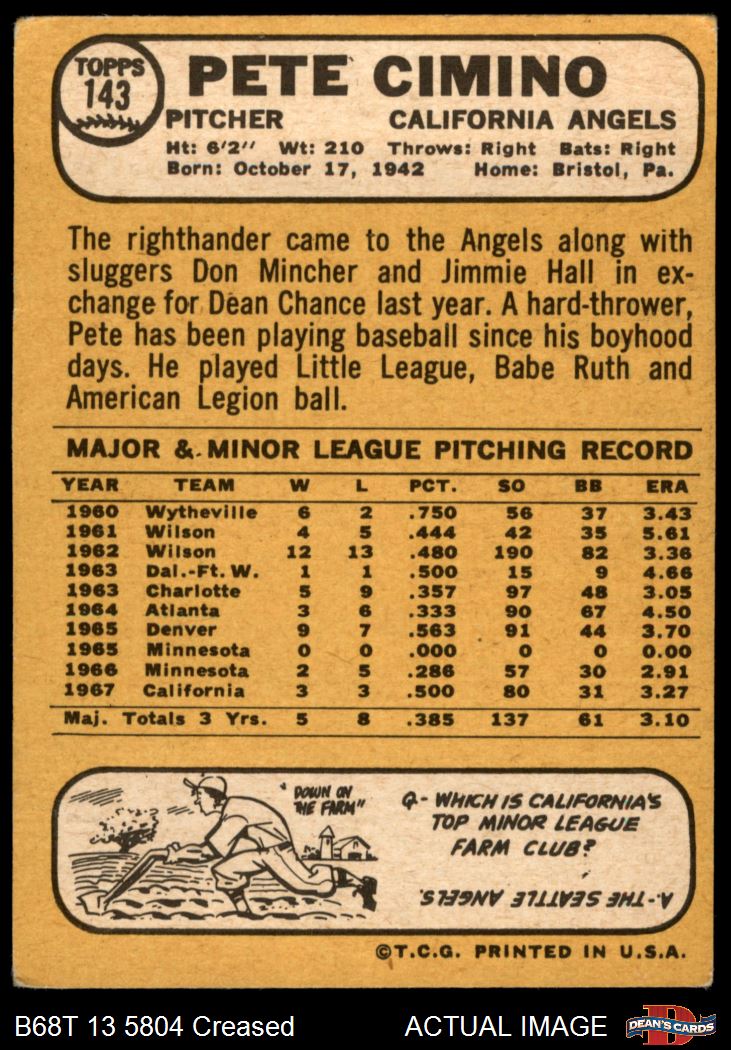 TOPPS
143
PETE CIMINO
PITCHER CALIFORNIA ANGELS
Ht: 6'2" Wt: 210 Throws: Right Bats: Right
Born: October 17, 1942 Home: Bristol, Pa.
The righthander came to the Angels along with
sluggers Don Mincher and Jimmie Hall in ex-
change for Dean Chance last year. A hard-thrower,
Pete has been playing baseball since his boyhood
days. He played Little League, Babe Ruth and
American Legion ball.
MAJOR & MINOR LEAGUE PITCHING RECORD
YEAR TEAM W L PCT. SO BB ERA
1960 Wytheville 6 2 .750 56 37 3.43
1961 Wilson 4 5 .444 42 35 5.61
1962 Wilson 12 13 .480 190 82 3.36
1963 Dal.-Ft. W. 1 1 .500 15 9 4.66
1963 Charlotte 5 9 .357 97 48 3.05
1964 Atlanta 3 6 .333 90 67 4.50
1965 Denver 9 7 .563 91 44 3.70
1965 Minnesota 0 0 .000 0 0 0.00
1966 Minnesota 2 5 .286 57 30 2.91
1967 California 3 3 .500 80 31 3.27
Maj. Totals 3 Yrs. 5 8 .385 137 61 3.10
"DOWN ON
THE FARM"
Q- WHICH IS CALIFORNIA'S
TOP MINOR LEAGUE
FARM CLUB?
A-THE SEATTLE ANGELS.
©T.C.G. PRINTED IN U.S.A.
B68T 13 5804 Creased ACTUAL IMAGE
D
DEAN'S CARDS